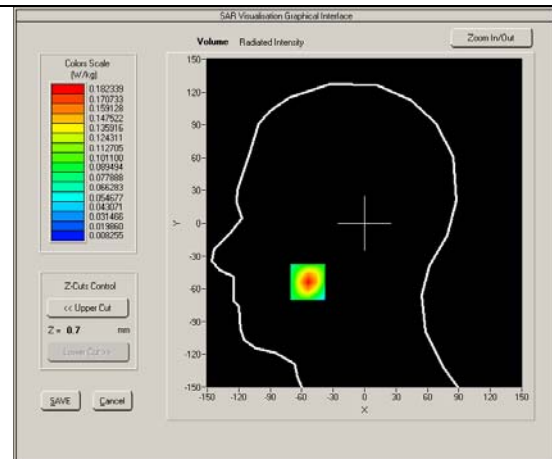 SAR Visualisation Graphical Interface
Volume Radiated Intensity
Zoom In/Out
Colors Scale
(W/kg)
0.182339
0.170733
0.159128
0.147522
0.135916
0.124311
0.112705
0.101100
0.089494
0.077888
0.066283
0.054677
0.043071
0.031466
0.019860
0.008255
150-
120-
90-
60-
30-
0-
-30-
-60-
-90-
-120-
-150-
Y
-150 -120 -90 -60 -30 0 30 60 90 120 150
X
Z-Cuts Control
<< Upper Cut
Z = 0.7 mm
Lower Cut >>
SAVE Cancel